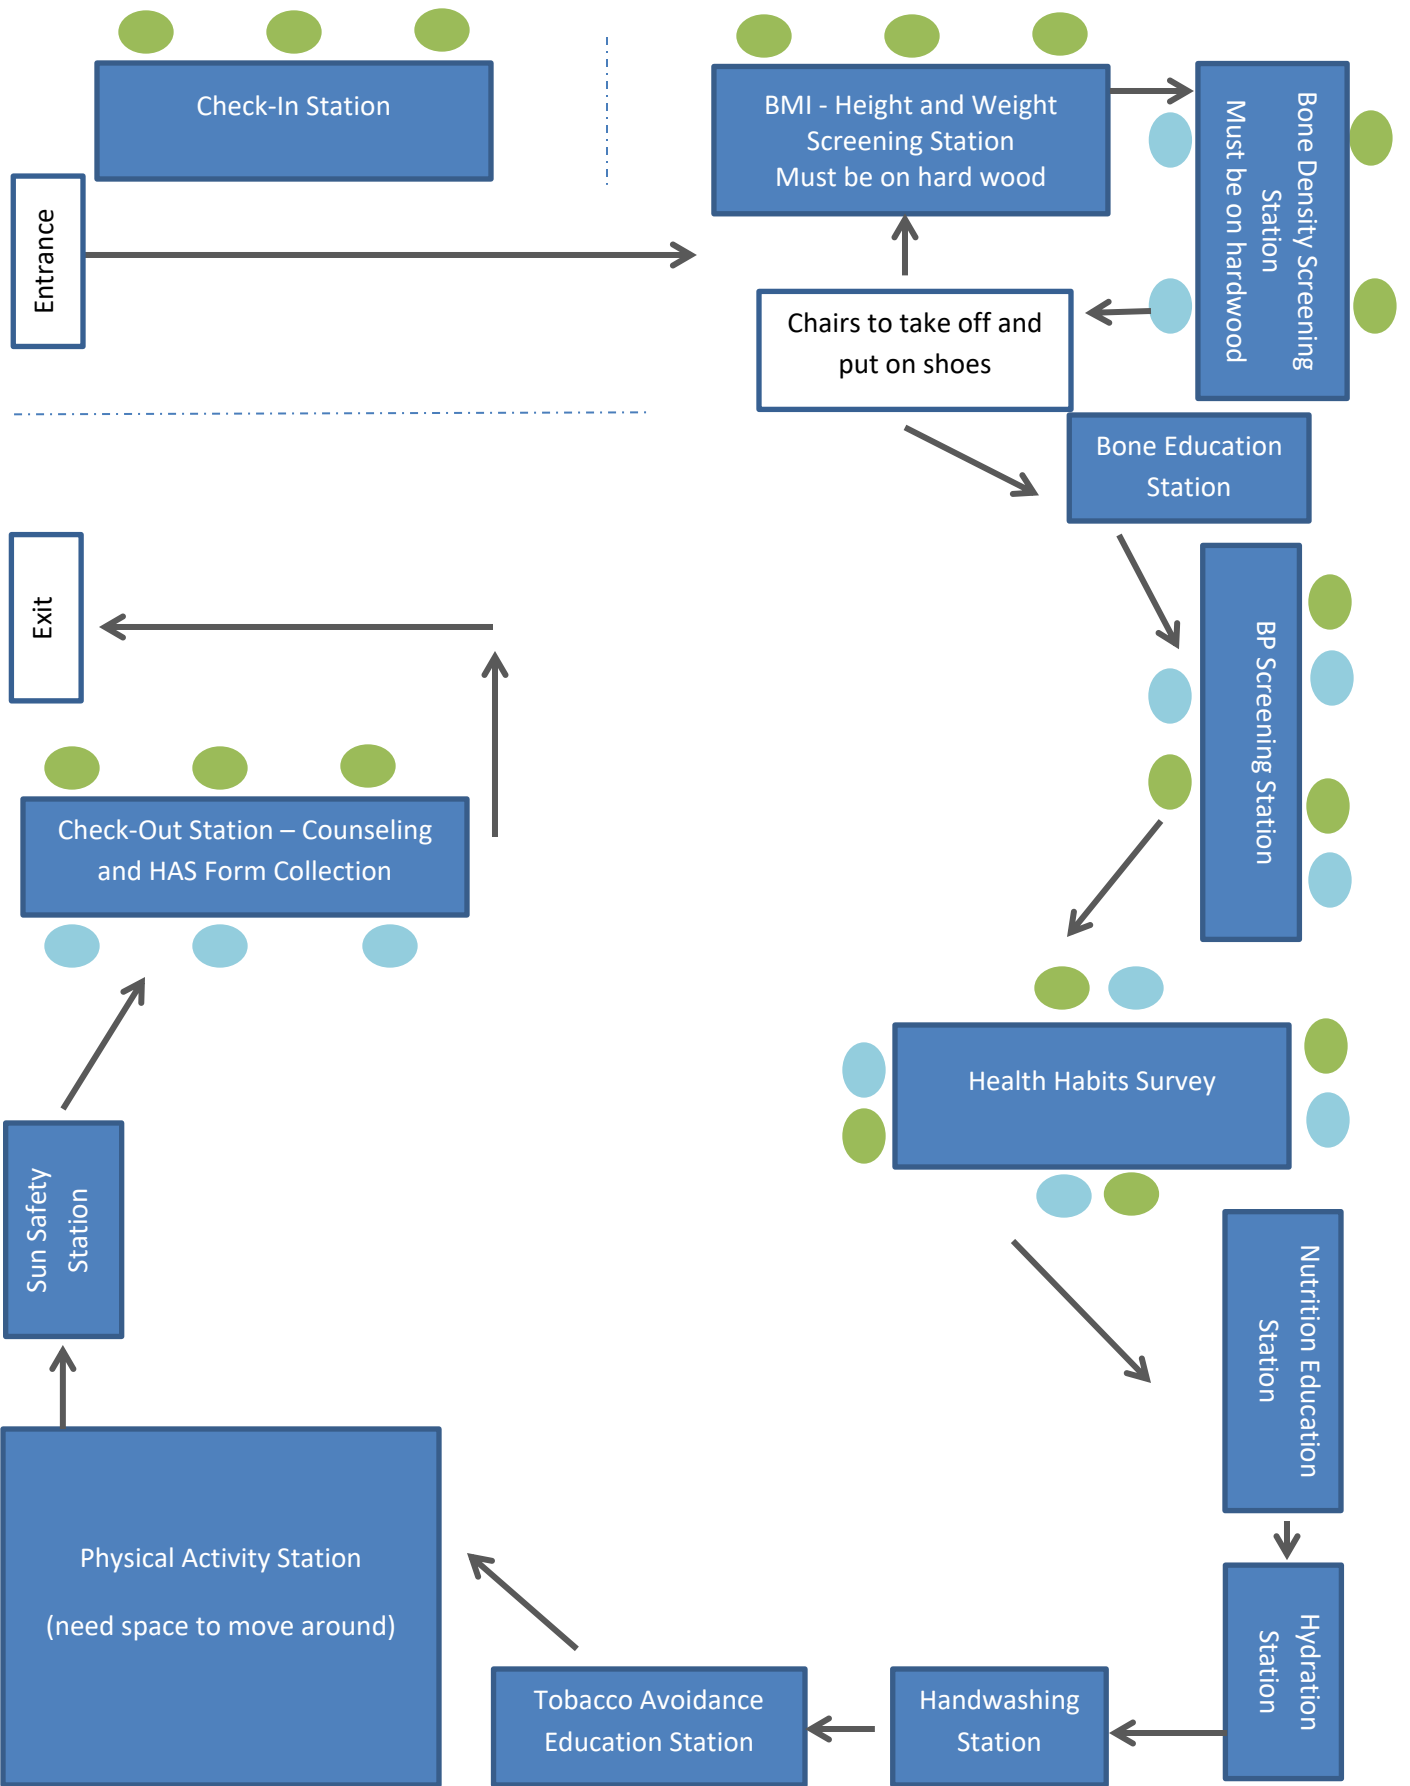 Check-In Station
Entrance
BMI - Height and Weight
Screening Station
Must be on hard wood
Bone Density Screening
Station
Must be on hardwood
Chairs to take off and
put on shoes
Bone Education
Station
BP Screening Station
Exit
Check-Out Station – Counseling
and HAS Form Collection
Health Habits Survey
Sun Safety
Station
Nutrition Education
Station
Physical Activity Station
(need space to move around)
Hydration
Station
Tobacco Avoidance
Education Station
Handwashing
Station